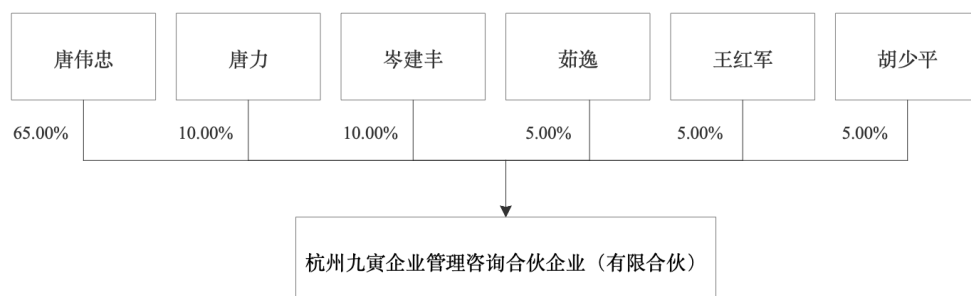 唐伟忠 唐力 岑建丰 茹逸 王红军 胡少平
65.00% 10.00% 10.00% 5.00% 5.00% 5.00%
杭州九寅企业管理咨询合伙企业（有限合伙）